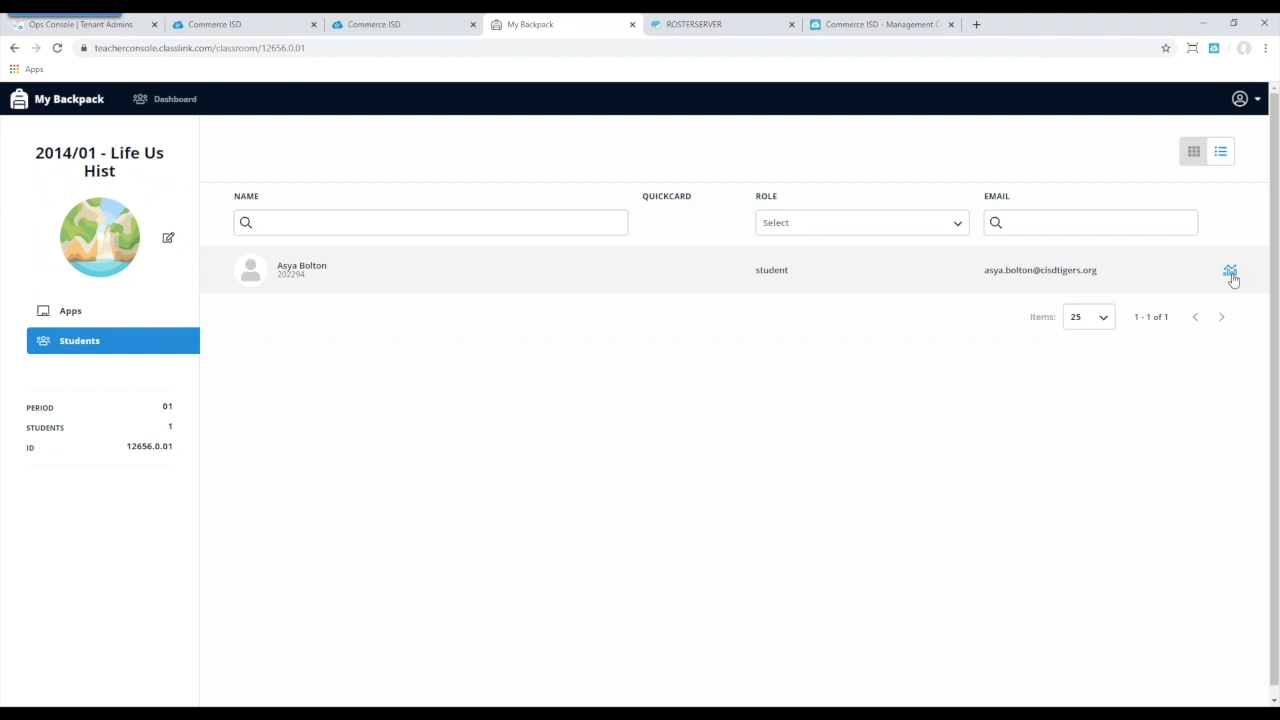 Ops Console | Tenant Admins
Commerce ISD
Commerce ISD
My Backpack
ROSTERSERVER
Commerce ISD - Management C
teacherconsole.classlink.com/classroom/12656.0.01
Apps
My Backpack
Dashboard
2014/01 - Life Us
Hist
Apps
Students
PERIOD 01
STUDENTS 1
ID 12656.0.01
NAME QUICKCARD ROLE EMAIL
Select
Asya Bolton student asya.bolton@cisdtigers.org
202294
Items: 25 1 - 1 of 1